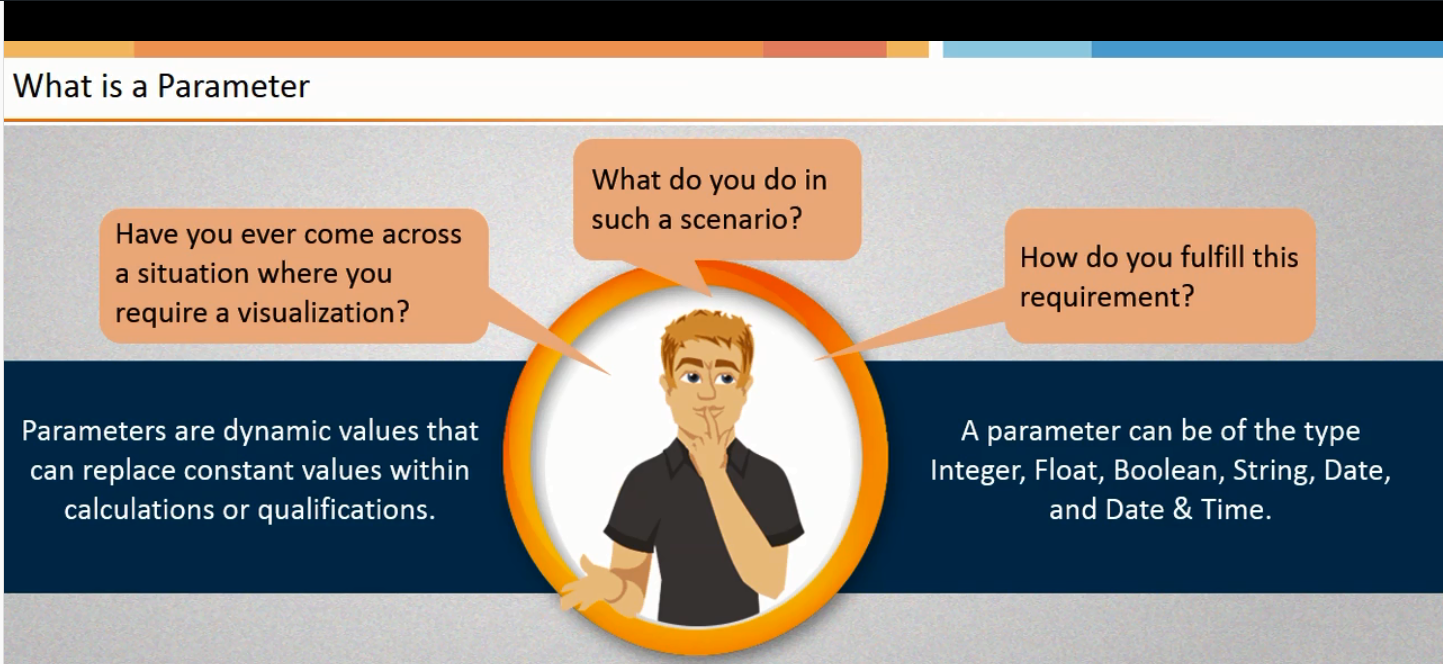 What is a Parameter
Have you ever come across
a situation where you
require a visualization?
What do you do in
such a scenario?
How do you fulfill this
requirement?
Parameters are dynamic values that
can replace constant values within
calculations or qualifications.
A parameter can be of the type
Integer, Float, Boolean, String, Date,
and Date & Time.